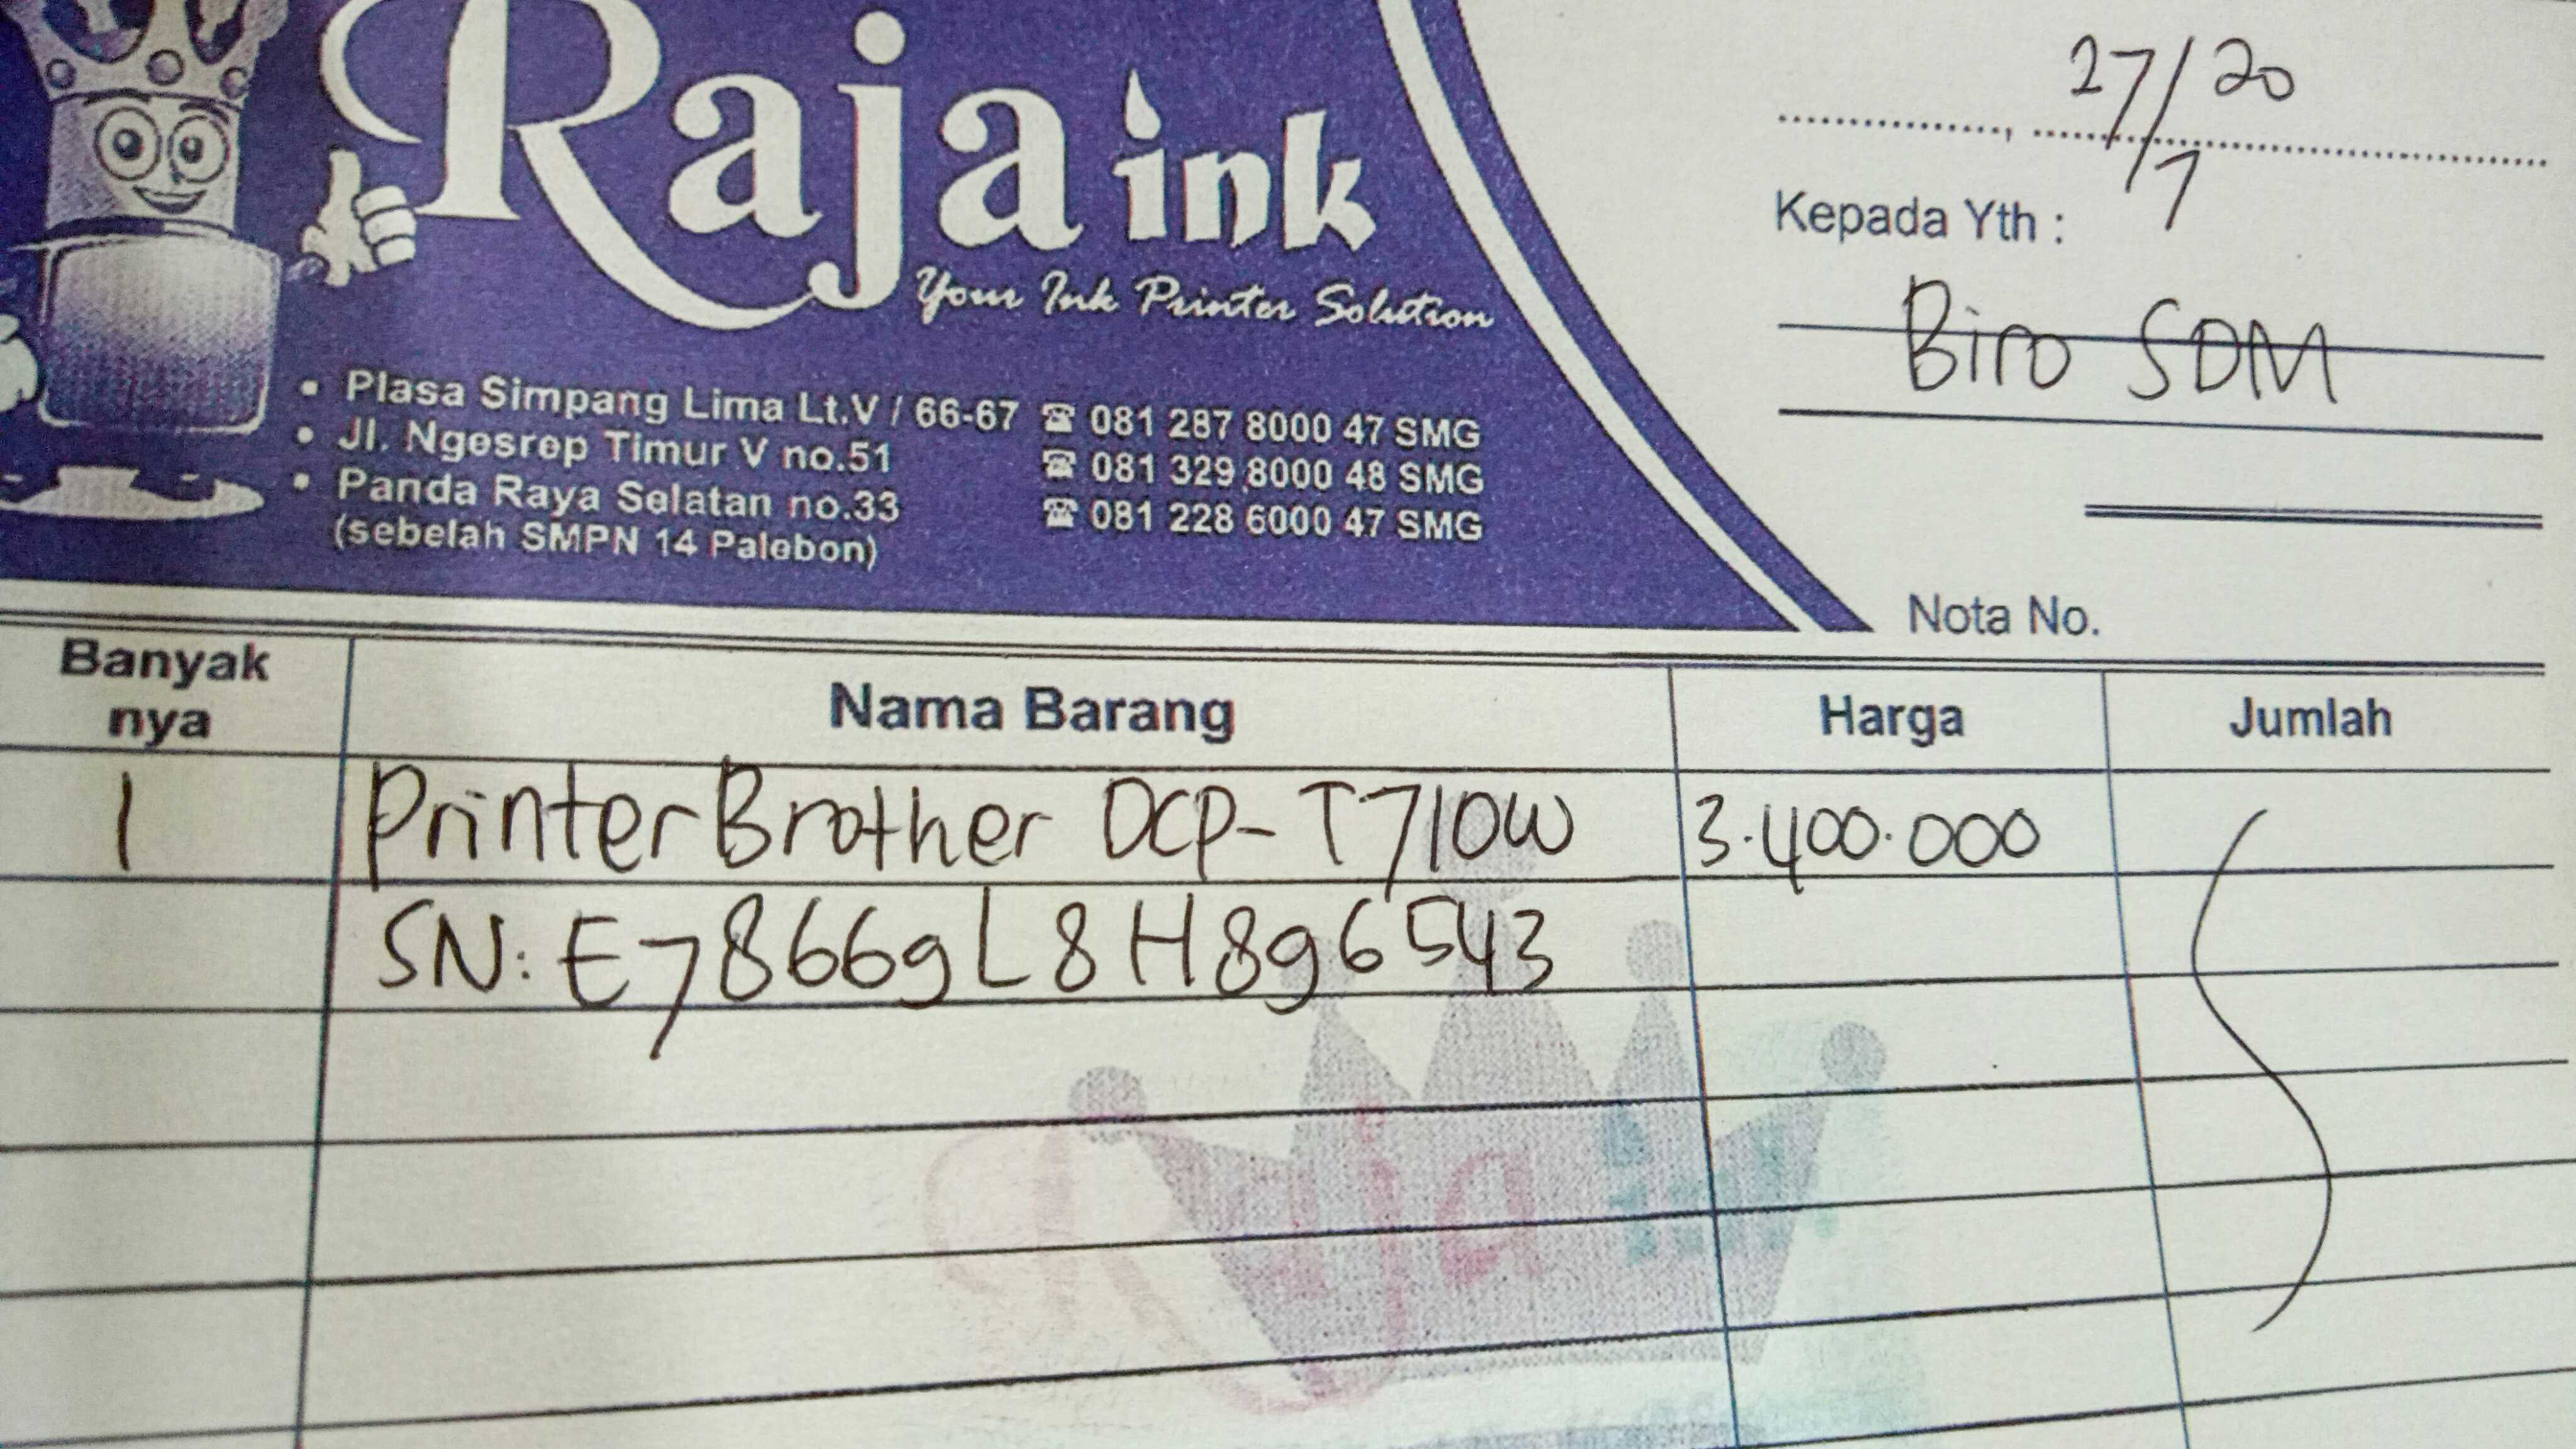 Raja ink
Your Ink Printer Solution
• Plasa Simpang Lima Lt.V / 66-67 ☎ 081 287 8000 47 SMG
• Jl. Ngesrep Timur V no.51 ☎ 081 329 8000 48 SMG
• Panda Raya Selatan no.33 ☎ 081 228 6000 47 SMG
(sebelah SMPN 14 Palebon)
27/7 20
Kepada Yth :
Biro SDM
Nota No.
Banyak nya Nama Barang Harga Jumlah
1 Printer Brother DCP-T710W 3.400.000
SN: E78669L8H896543
Raja ink